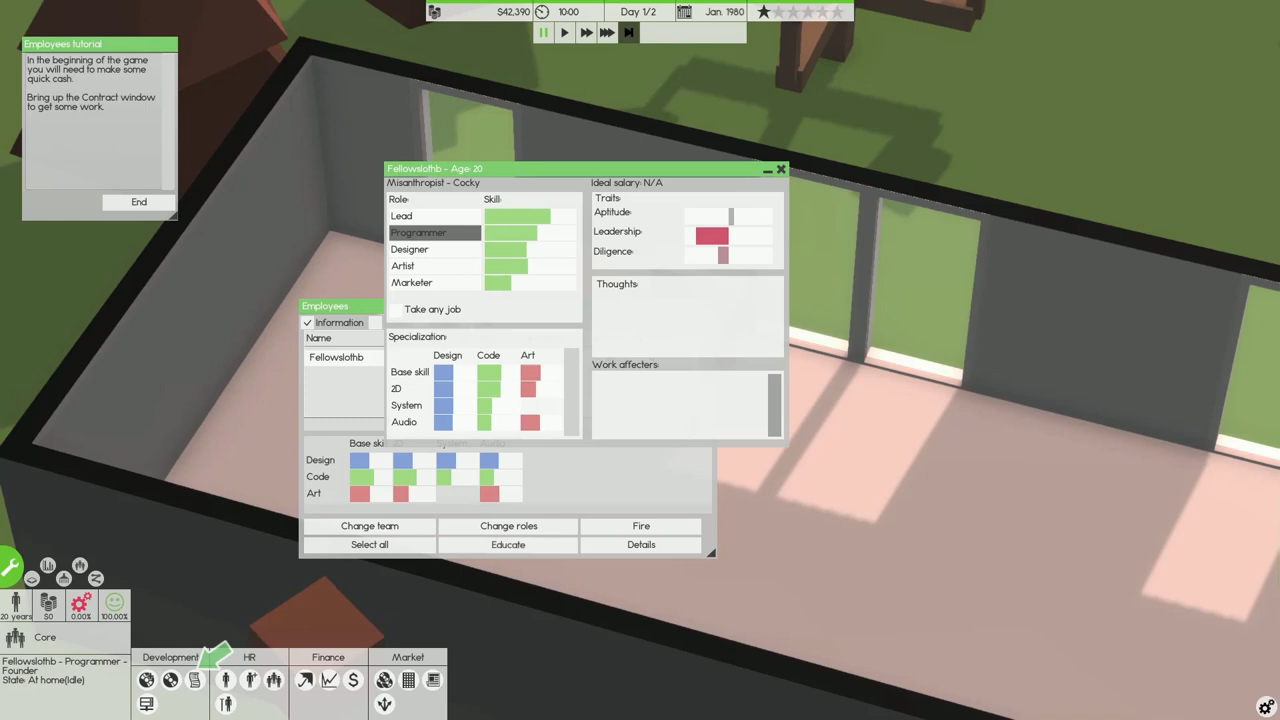 $42,390
10:00
Day 1/2
Jan. 1980
Employees tutorial
In the beginning of the game
you will need to make some
quick cash.
Bring up the Contract window
to get some work.
End
Fellowslothb - Age: 20
Misanthropist - Cocky
Role:
Skill:
Lead
Programmer
Designer
Artist
Marketer
Take any job
Specialization:
Design
Code
Art
Base skill
2D
System
Audio
Ideal salary: N/A
Traits:
Aptitude:
Leadership:
Diligence:
Thoughts:
Work affecters:
Employees
Information
Name
Fellowslothb
Base ski
2D
System
Audio
Design
Code
Art
Change team
Change roles
Fire
Select all
Educate
Details
20 years
$0
0.00%
100.00%
Core
Fellowslothb - Programmer -
Founder
State: At home(Idle)
Development
HR
Finance
Market